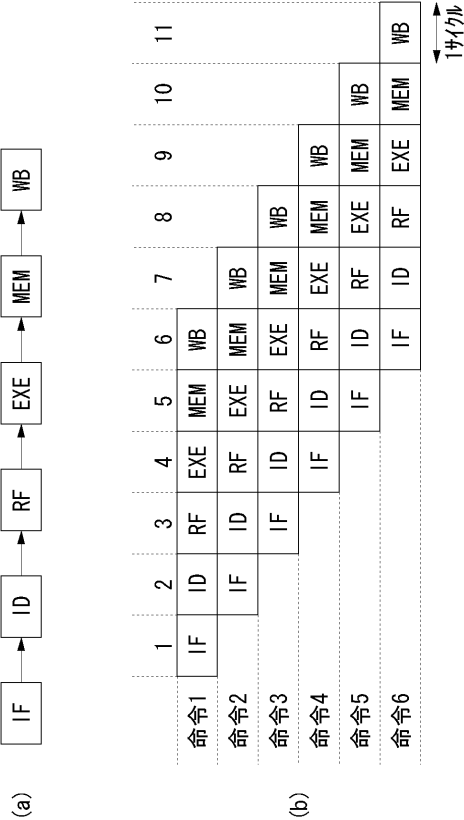 (a)
IF ID RF EXE MEM WB
(b)
1 2 3 4 5 6 7 8 9 10 11
命令1 IF ID RF EXE MEM WB
命令2 IF ID RF EXE MEM WB
命令3 IF ID RF EXE MEM WB
命令4 IF ID RF EXE MEM WB
命令5 IF ID RF EXE MEM WB
命令6 IF ID RF EXE MEM WB
1サイクル